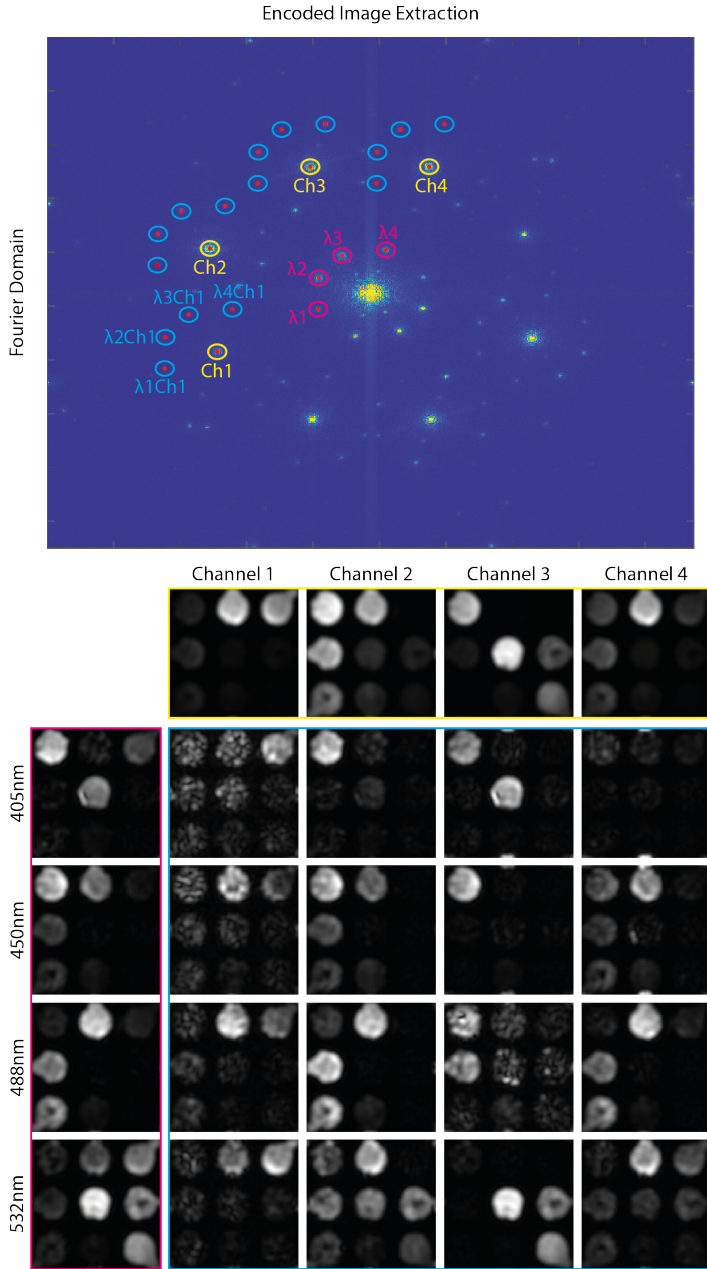 Encoded Image Extraction
Fourier Domain
Ch3
Ch4
λ3
λ4
Ch2
λ2
λ3Ch1
λ4Ch1
λ1
λ2Ch1
Ch1
λ1Ch1
Channel 1
Channel 2
Channel 3
Channel 4
405nm
450nm
488nm
532nm